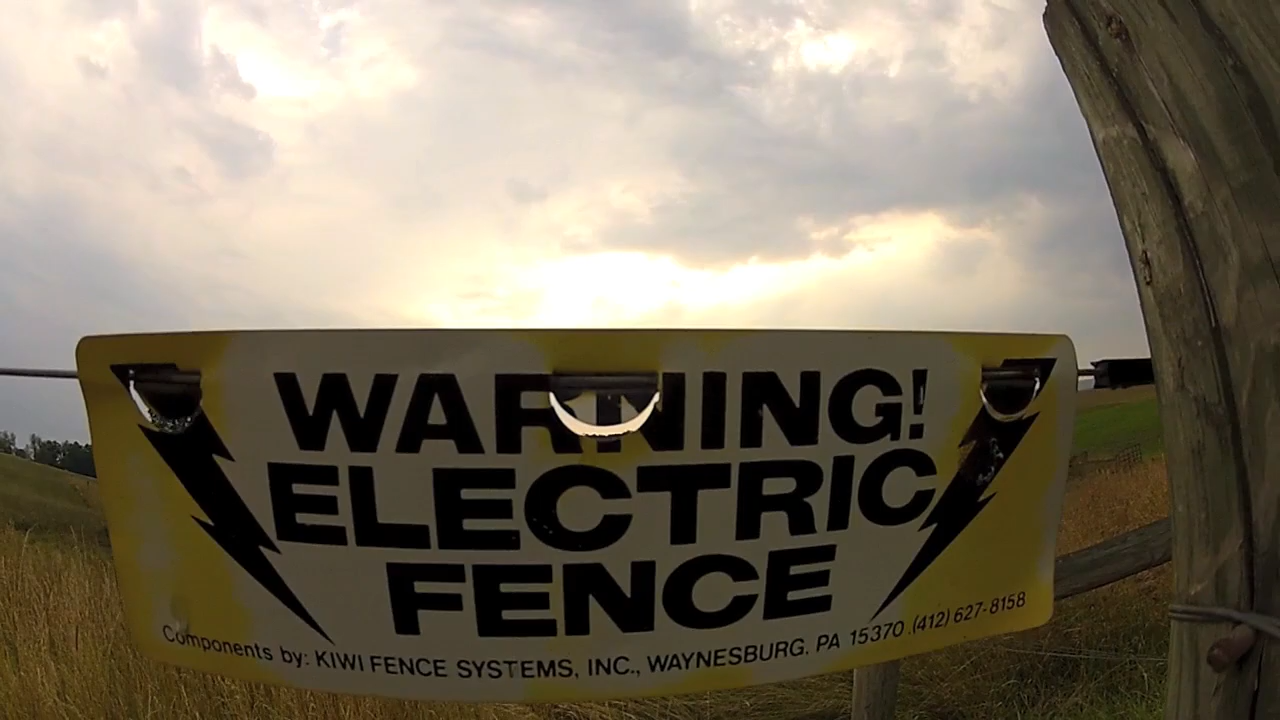 WARNING!
ELECTRIC
FENCE
Components by: KIWI FENCE SYSTEMS, INC., WAYNESBURG. PA 15370 (412) 627-8158